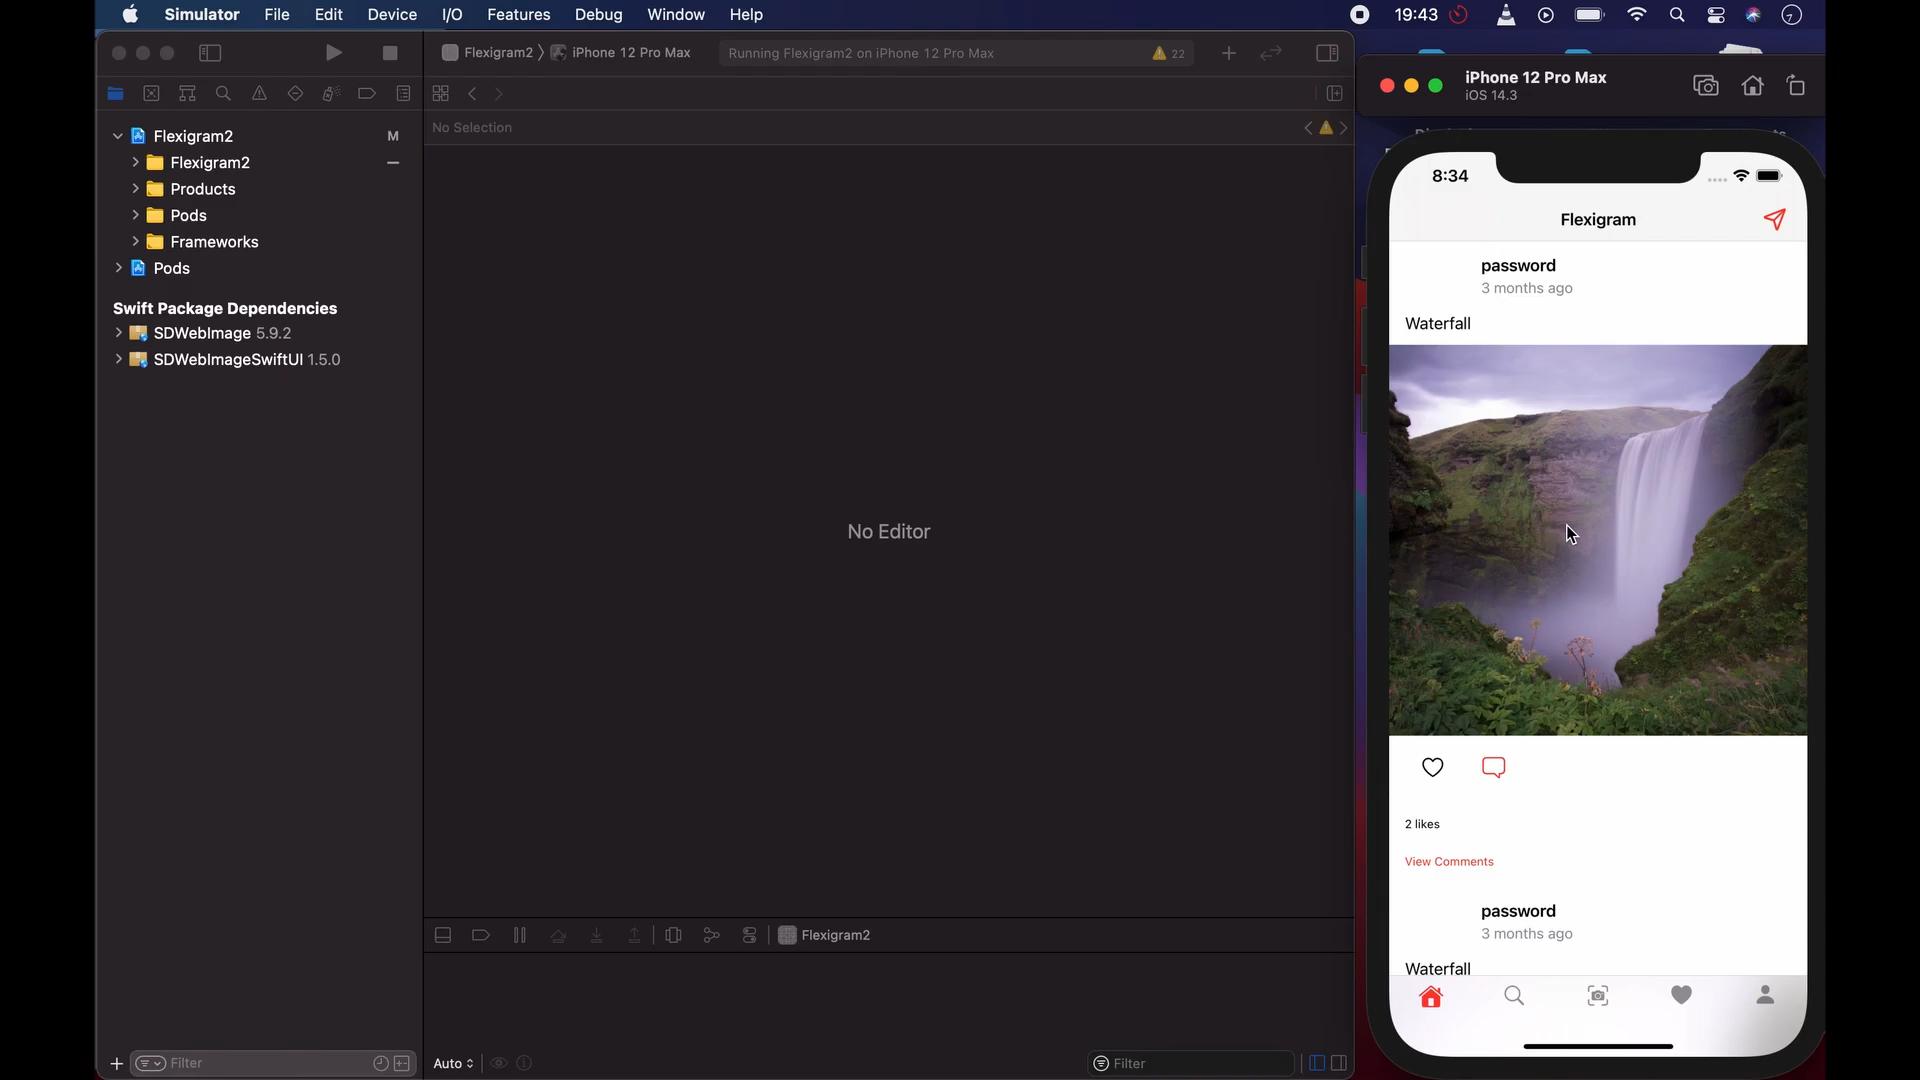 Simulator File Edit Device I/O Features Debug Window Help
19:43
Flexigram2 iPhone 12 Pro Max
Running Flexigram2 on iPhone 12 Pro Max
22
No Selection
Flexigram2 M
Flexigram2
Products
Pods
Frameworks
Pods
Swift Package Dependencies
SDWebImage 5.9.2
SDWebImageSwiftUI 1.5.0
No Editor
Flexigram2
Filter
Auto
Filter
iPhone 12 Pro Max
iOS 14.3
8:34
Flexigram
password
3 months ago
Waterfall
2 likes
View Comments
password
3 months ago
Waterfall